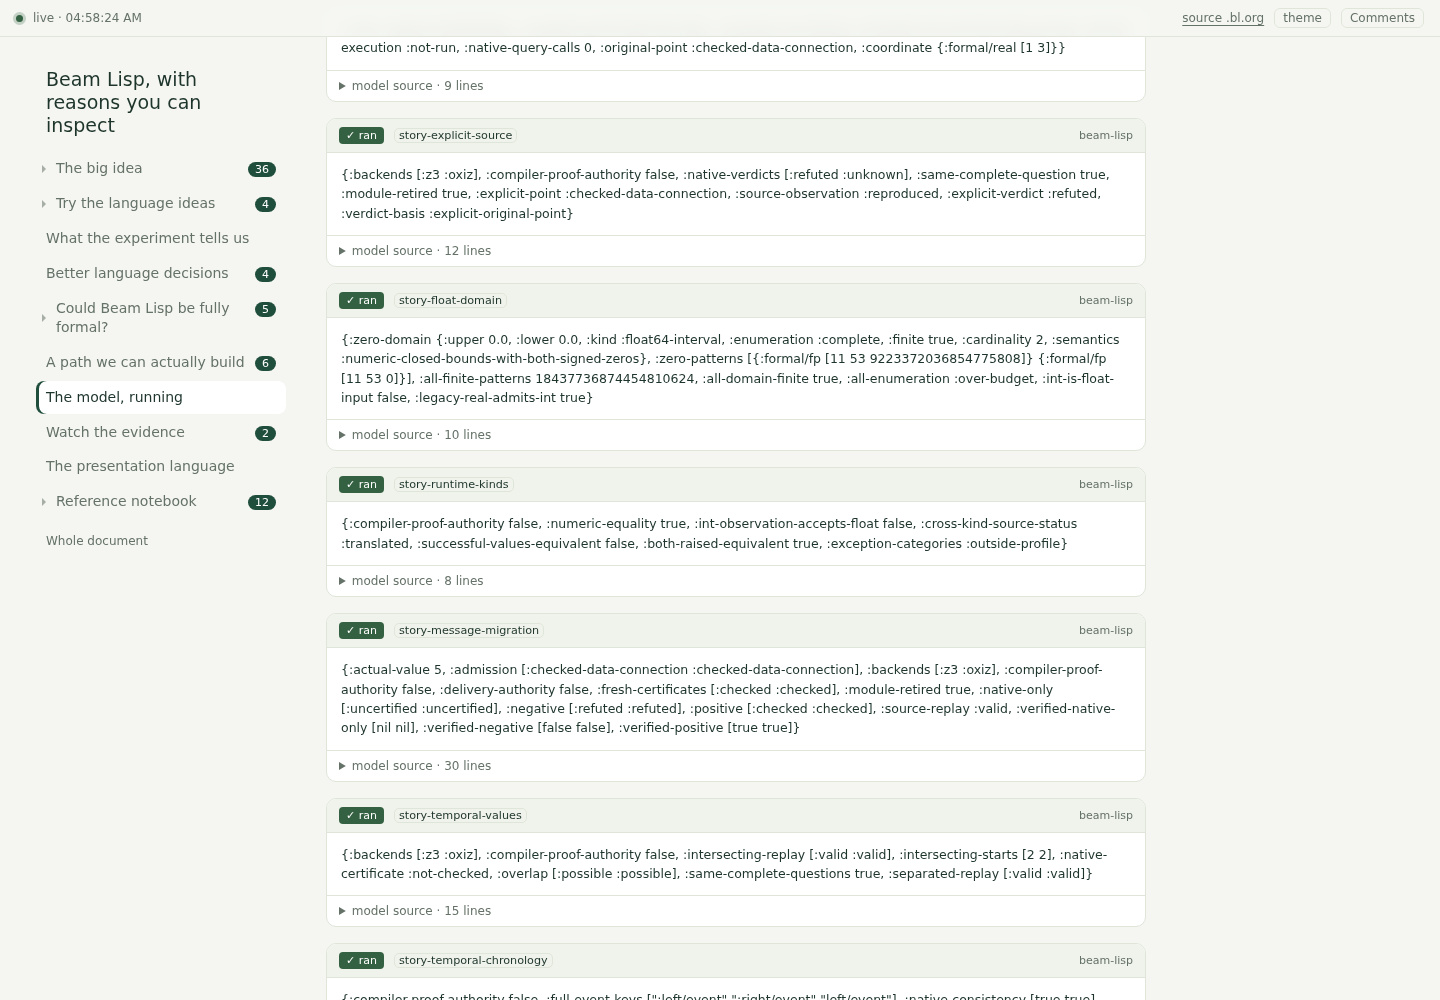 live · 04:58:24 AM
source .bl.org
theme
Comments
Beam Lisp, with
reasons you can
inspect
The big idea
36
Try the language ideas
4
What the experiment tells us
Better language decisions
4
Could Beam Lisp be fully
formal?
5
A path we can actually build
6
The model, running
Watch the evidence
2
The presentation language
Reference notebook
12
Whole document
execution :not-run, :native-query-calls 0, :original-point :checked-data-connection, :coordinate {:formal/real [1 3]}}
model source · 9 lines
✓ ran
story-explicit-source
beam-lisp
{:backends [:z3 :oxiz], :compiler-proof-authority false, :native-verdicts [:refuted :unknown], :same-complete-question true,
:module-retired true, :explicit-point :checked-data-connection, :source-observation :reproduced, :explicit-verdict :refuted,
:verdict-basis :explicit-original-point}
model source · 12 lines
✓ ran
story-float-domain
beam-lisp
{:zero-domain {:upper 0.0, :lower 0.0, :kind :float64-interval, :enumeration :complete, :finite true, :cardinality 2, :semantics
:numeric-closed-bounds-with-both-signed-zeros}, :zero-patterns [{:formal/fp [11 53 9223372036854775808]} {:formal/fp
[11 53 0]}], :all-finite-patterns 18437736874454810624, :all-domain-finite true, :all-enumeration :over-budget, :int-is-float-
input false, :legacy-real-admits-int true}
model source · 10 lines
✓ ran
story-runtime-kinds
beam-lisp
{:compiler-proof-authority false, :numeric-equality true, :int-observation-accepts-float false, :cross-kind-source-status
:translated, :successful-values-equivalent false, :both-raised-equivalent true, :exception-categories :outside-profile}
model source · 8 lines
✓ ran
story-message-migration
beam-lisp
{:actual-value 5, :admission [:checked-data-connection :checked-data-connection], :backends [:z3 :oxiz], :compiler-proof-
authority false, :delivery-authority false, :fresh-certificates [:checked :checked], :module-retired true, :native-only
[:uncertified :uncertified], :negative [:refuted :refuted], :positive [:checked :checked], :source-replay :valid, :verified-native-
only [nil nil], :verified-negative [false false], :verified-positive [true true]}
model source · 30 lines
✓ ran
story-temporal-values
beam-lisp
{:backends [:z3 :oxiz], :compiler-proof-authority false, :intersecting-replay [:valid :valid], :intersecting-starts [2 2], :native-
certificate :not-checked, :overlap [:possible :possible], :same-complete-questions true, :separated-replay [:valid :valid]}
model source · 15 lines
✓ ran
story-temporal-chronology
beam-lisp
{:compiler-proof-authority false, :full-event-keys [":left/event" ":right/event" "left/event"], :native-consistency [true true],